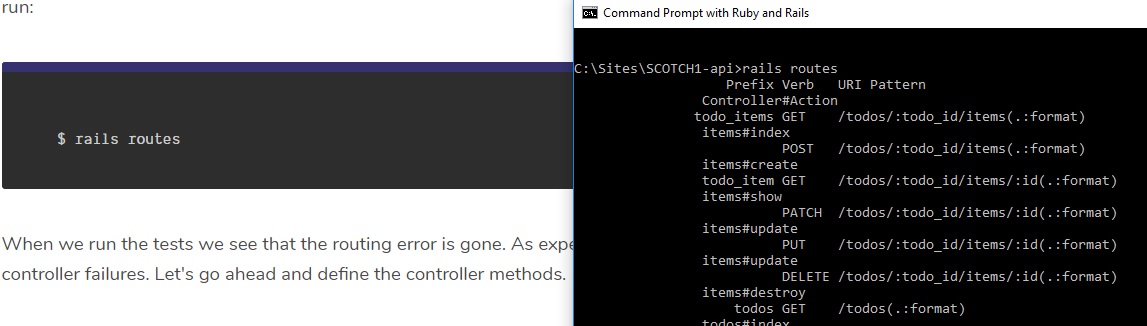 run:
$ rails routes
When we run the tests we see that the routing error is gone. As expe
controller failures. Let's go ahead and define the controller methods.
Command Prompt with Ruby and Rails
C:\Sites\SCOTCH1-api>rails routes
Prefix Verb URI Pattern
Controller#Action
todo_items GET /todos/:todo_id/items(.:format)
items#index
POST /todos/:todo_id/items(.:format)
items#create
todo_item GET /todos/:todo_id/items/:id(.:format)
items#show
PATCH /todos/:todo_id/items/:id(.:format)
items#update
PUT /todos/:todo_id/items/:id(.:format)
items#update
DELETE /todos/:todo_id/items/:id(.:format)
items#destroy
todos GET /todos(.:format)
todos#index